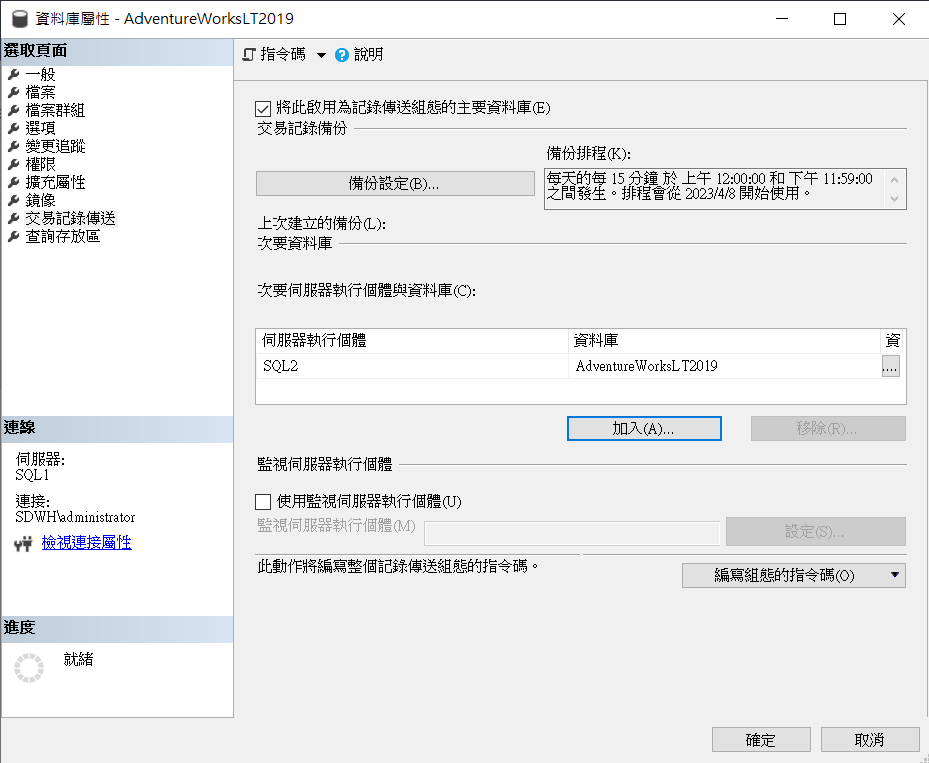 資料庫屬性 - AdventureWorksLT2019
選取頁面
一般
檔案
檔案群組
選項
變更追蹤
權限
擴充屬性
鏡像
交易記錄傳送
查詢存放區
連線
伺服器:
SQL1
連接:
SDWH\administrator
檢視連接屬性
進度
就緒
指令碼 說明
將此啟用為記錄傳送組態的主要資料庫(E)
交易記錄備份
備份排程(K):
備份設定(B)...
每天的每 15 分鐘 於 上午 12:00:00 和 下午 11:59:00
之間發生。排程會從 2023/4/8 開始使用。
上次建立的備份(L):
次要資料庫
次要伺服器執行個體與資料庫(C):
伺服器執行個體 資料庫 資
SQL2 AdventureWorksLT2019 ....
加入(A)... 移除(R)...
監視伺服器執行個體
使用監視伺服器執行個體(U)
監視伺服器執行個體(M) 設定(S)...
此動作將編寫整個記錄傳送組態的指令碼。
編寫組態的指令碼(O)
確定 取消